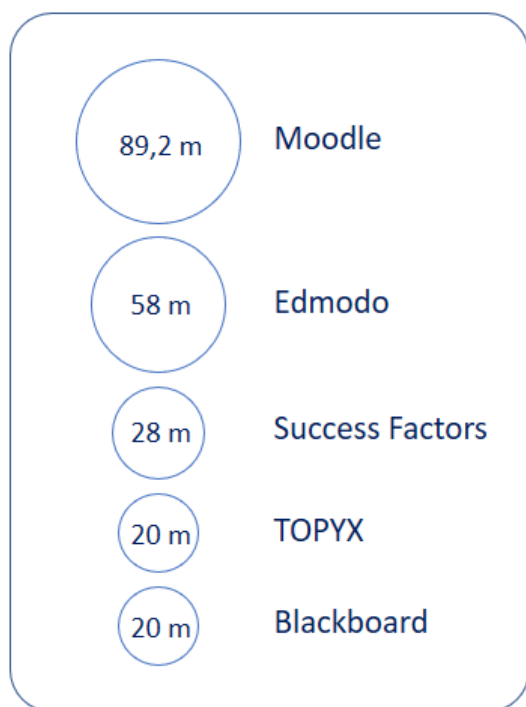 89,2 m Moodle
58 m Edmodo
28 m Success Factors
20 m TOPYX
20 m Blackboard